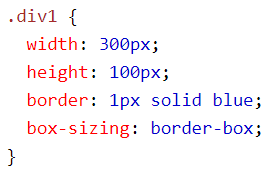 .div1 {
  width: 300px;
  height: 100px;
  border: 1px solid blue;
  box-sizing: border-box;
}